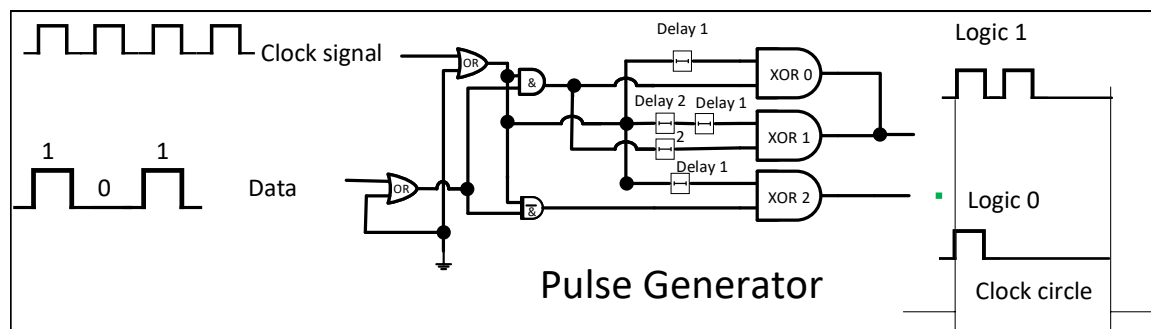 Clock signal
Data
1
0
1
OR
OR
&
&
Delay 1
Delay 2
Delay 1
2
Delay 1
XOR 0
XOR 1
XOR 2
Logic 1
Logic 0
Clock circle
Pulse Generator